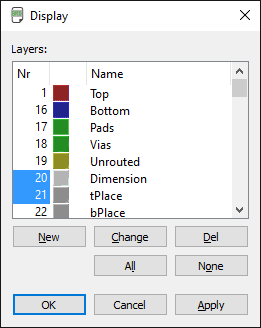 Display
Layers:
Nr Name
1 Top
16 Bottom
17 Pads
18 Vias
19 Unrouted
20 Dimension
21 tPlace
22 bPlace
New Change Del
All None
OK Cancel Apply